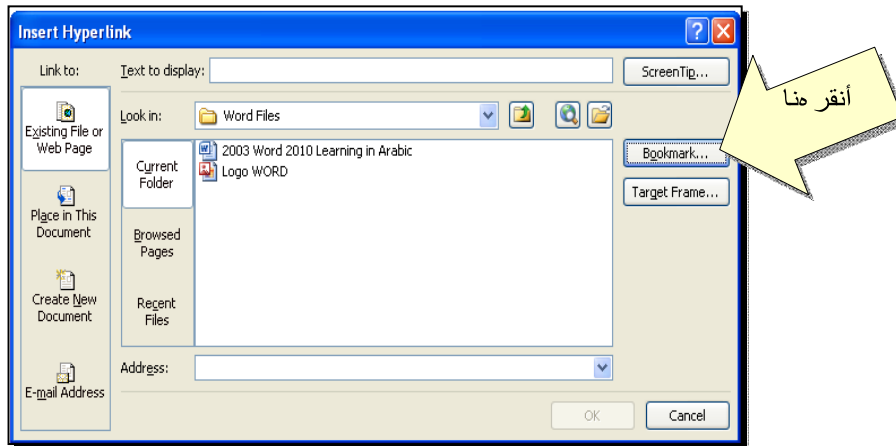 Insert Hyperlink
Link to:
Text to display:
ScreenTip...
أنقر هنا
Existing File or
Web Page
Look in:
Word Files
Current
Folder
2003 Word 2010 Learning in Arabic
Logo WORD
Bookmark...
Target Frame...
Place in This
Document
Browsed
Pages
Create New
Document
Recent
Files
E-mail Address
Address:
OK
Cancel